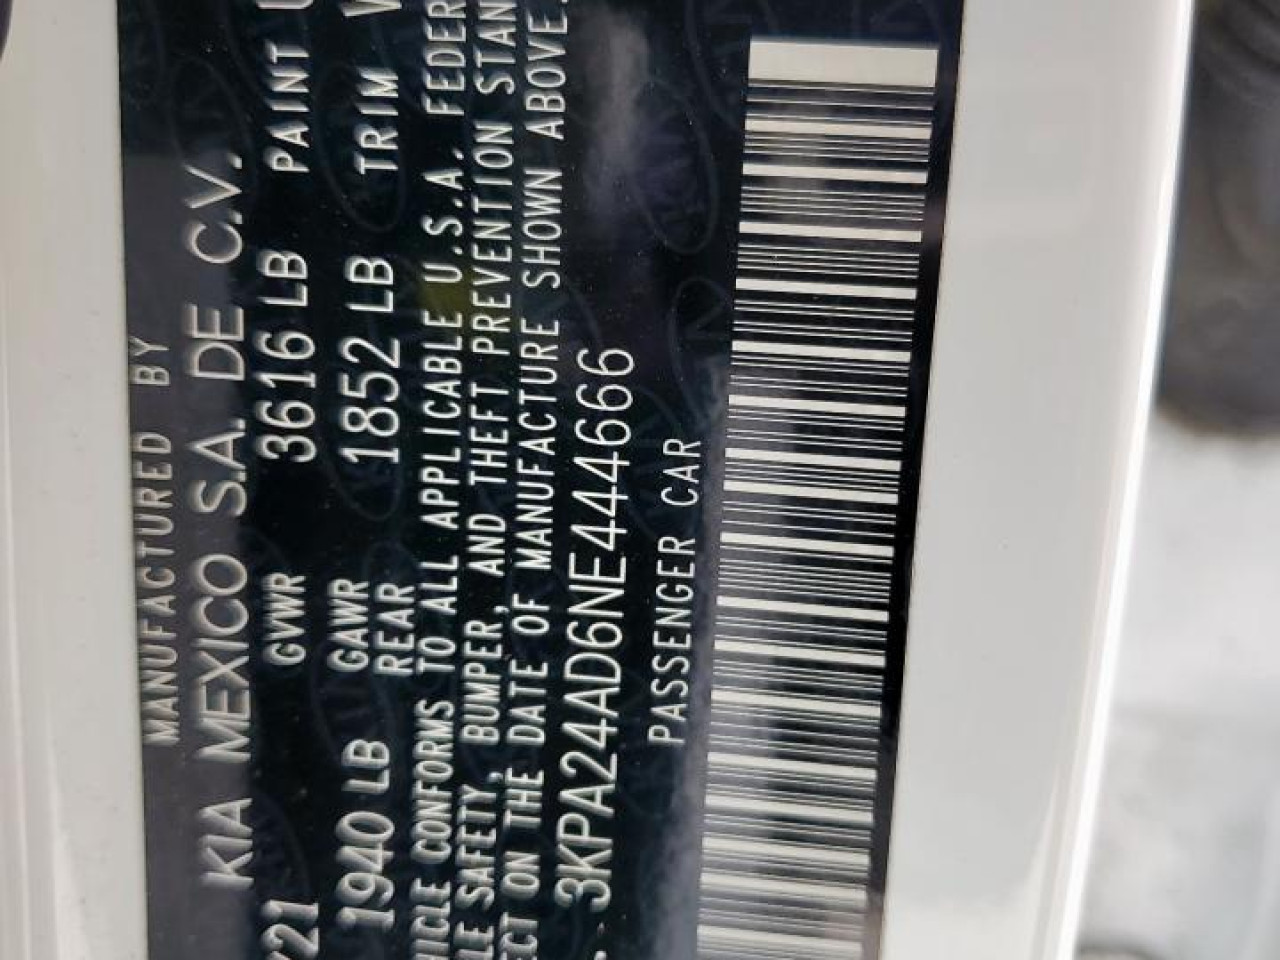 MANUFACTURED BY
KIA MEXICO S.A. DE C.V.
/21 GVWR 3616 LB PAINT
1940 LB GAWR REAR 1852 LB TRIM
HICLE CONFORMS TO ALL APPLICABLE U.S.A. FEDER
LE SAFETY, BUMPER, AND THEFT PREVENTION STAN
ECT ON THE DATE OF MANUFACTURE SHOWN ABOVE.
3KPA24AD6NE444666
PASSENGER CAR